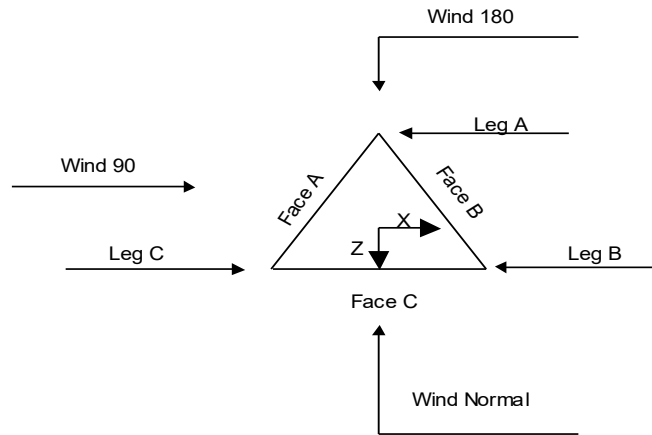 Wind 180
Leg A
Wind 90
Face A
Face B
X
Z
Leg C
Leg B
Face C
Wind Normal